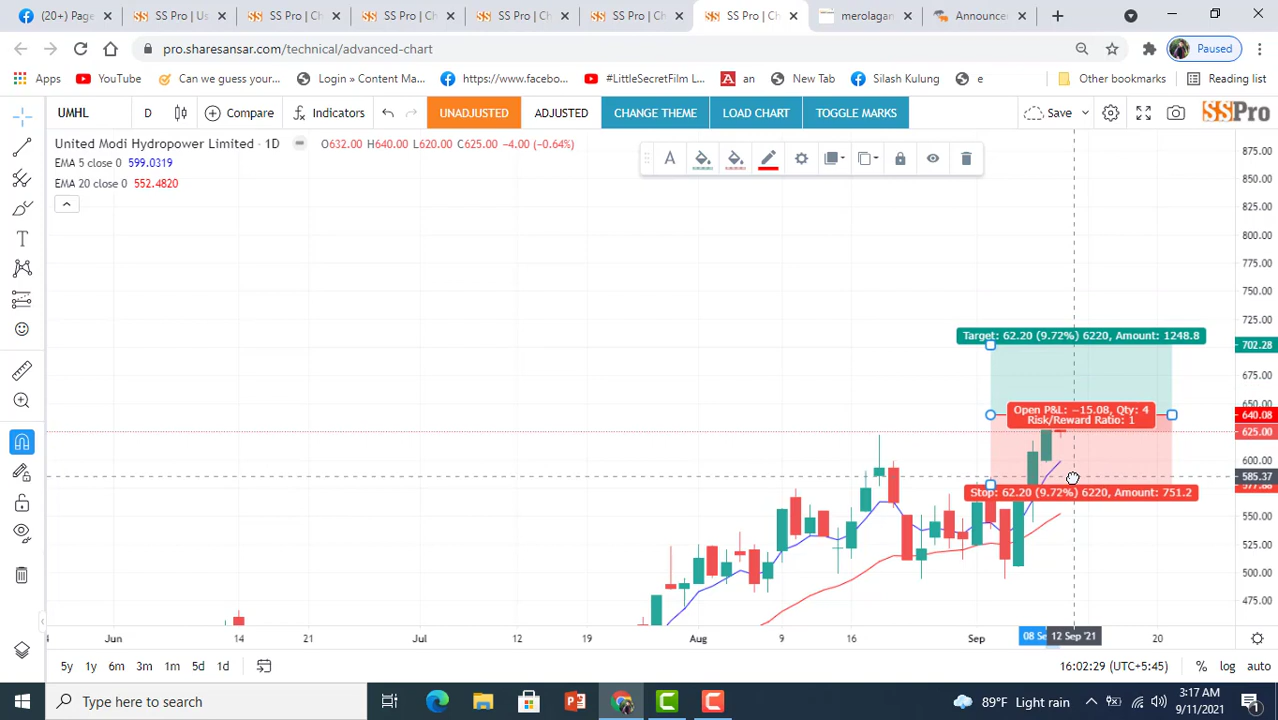 (20+) Page
SS Pro | Us
SS Pro | Ch
SS Pro | Ch
SS Pro | Ch
SS Pro | Ch
SS Pro | Ch
merolagan
Announcem
pro.sharesansar.com/technical/advanced-chart
Paused
Apps
YouTube
Can we guess your...
Login » Content Ma...
https://www.facebo...
#LittleSecretFilm L...
an
New Tab
Silash Kulung
e
Other bookmarks
Reading list
UMHL
D
Compare
Indicators
UNADJUSTED
ADJUSTED
CHANGE THEME
LOAD CHART
TOGGLE MARKS
Save
SSPro
United Modi Hydropower Limited · 1D
O632.00 H640.00 L620.00 C625.00 −4.00 (−0.64%)
EMA 5 close 0 599.0319
EMA 20 close 0 552.4820
875.00
850.00
825.00
800.00
775.00
750.00
725.00
702.28
675.00
650.00
640.08
625.00
600.00
585.37
550.00
525.00
500.00
475.00
Target: 62.20 (9.72%) 6220, Amount: 1248.8
Open P&L: −15.08, Qty: 4
Risk/Reward Ratio: 1
Stop: 62.20 (9.72%) 6220, Amount: 751.2
Jun
14
21
Jul
12
19
Aug
9
16
Sep
08 Se
12 Sep '21
20
5y
1y
6m
3m
1m
5d
1d
16:02:29 (UTC+5:45)
%
log
auto
Type here to search
89°F Light rain
3:17 AM
9/11/2021
1